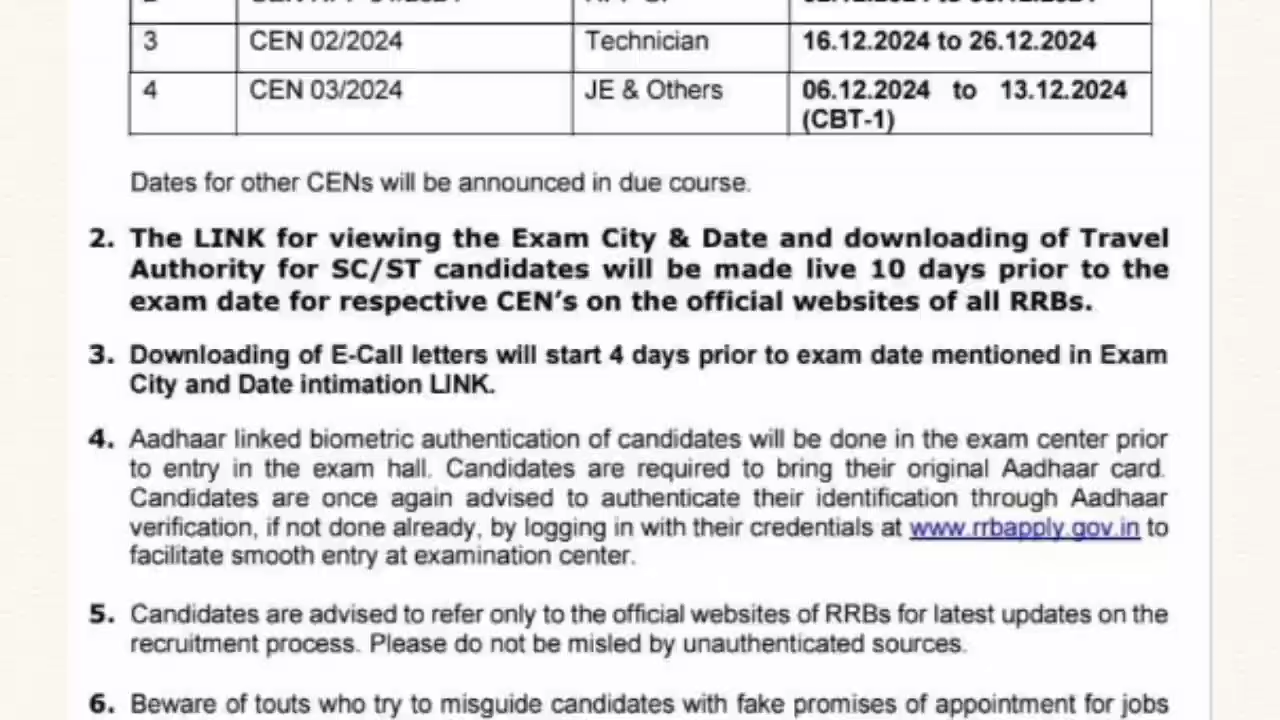 3 CEN 02/2024 Technician 16.12.2024 to 26.12.2024
4 CEN 03/2024 JE & Others 06.12.2024 to 13.12.2024
(CBT-1)
Dates for other CENs will be announced in due course.
2. The LINK for viewing the Exam City & Date and downloading of Travel
Authority for SC/ST candidates will be made live 10 days prior to the
exam date for respective CEN's on the official websites of all RRBs.
3. Downloading of E-Call letters will start 4 days prior to exam date mentioned in Exam
City and Date intimation LINK.
4. Aadhaar linked biometric authentication of candidates will be done in the exam center prior
to entry in the exam hall. Candidates are required to bring their original Aadhaar card.
Candidates are once again advised to authenticate their identification through Aadhaar
verification, if not done already, by logging in with their credentials at www.rrbapply.gov.in to
facilitate smooth entry at examination center.
5. Candidates are advised to refer only to the official websites of RRBs for latest updates on the
recruitment process. Please do not be misled by unauthenticated sources.
6. Beware of touts who try to misguide candidates with fake promises of appointment for jobs